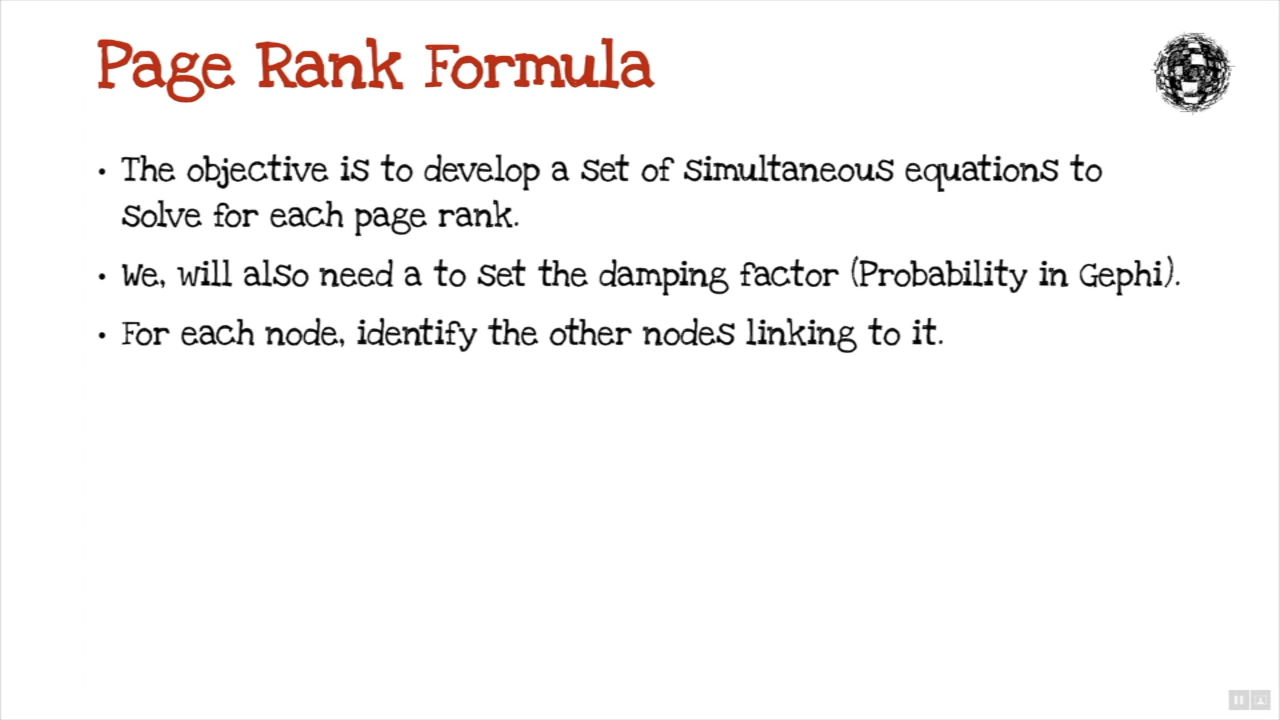 Page Rank Formula
• The objective is to develop a set of simultaneous equations to
solve for each page rank.
• We, will also need a to set the damping factor (Probability in Gephi).
• For each node, identify the other nodes linking to it.